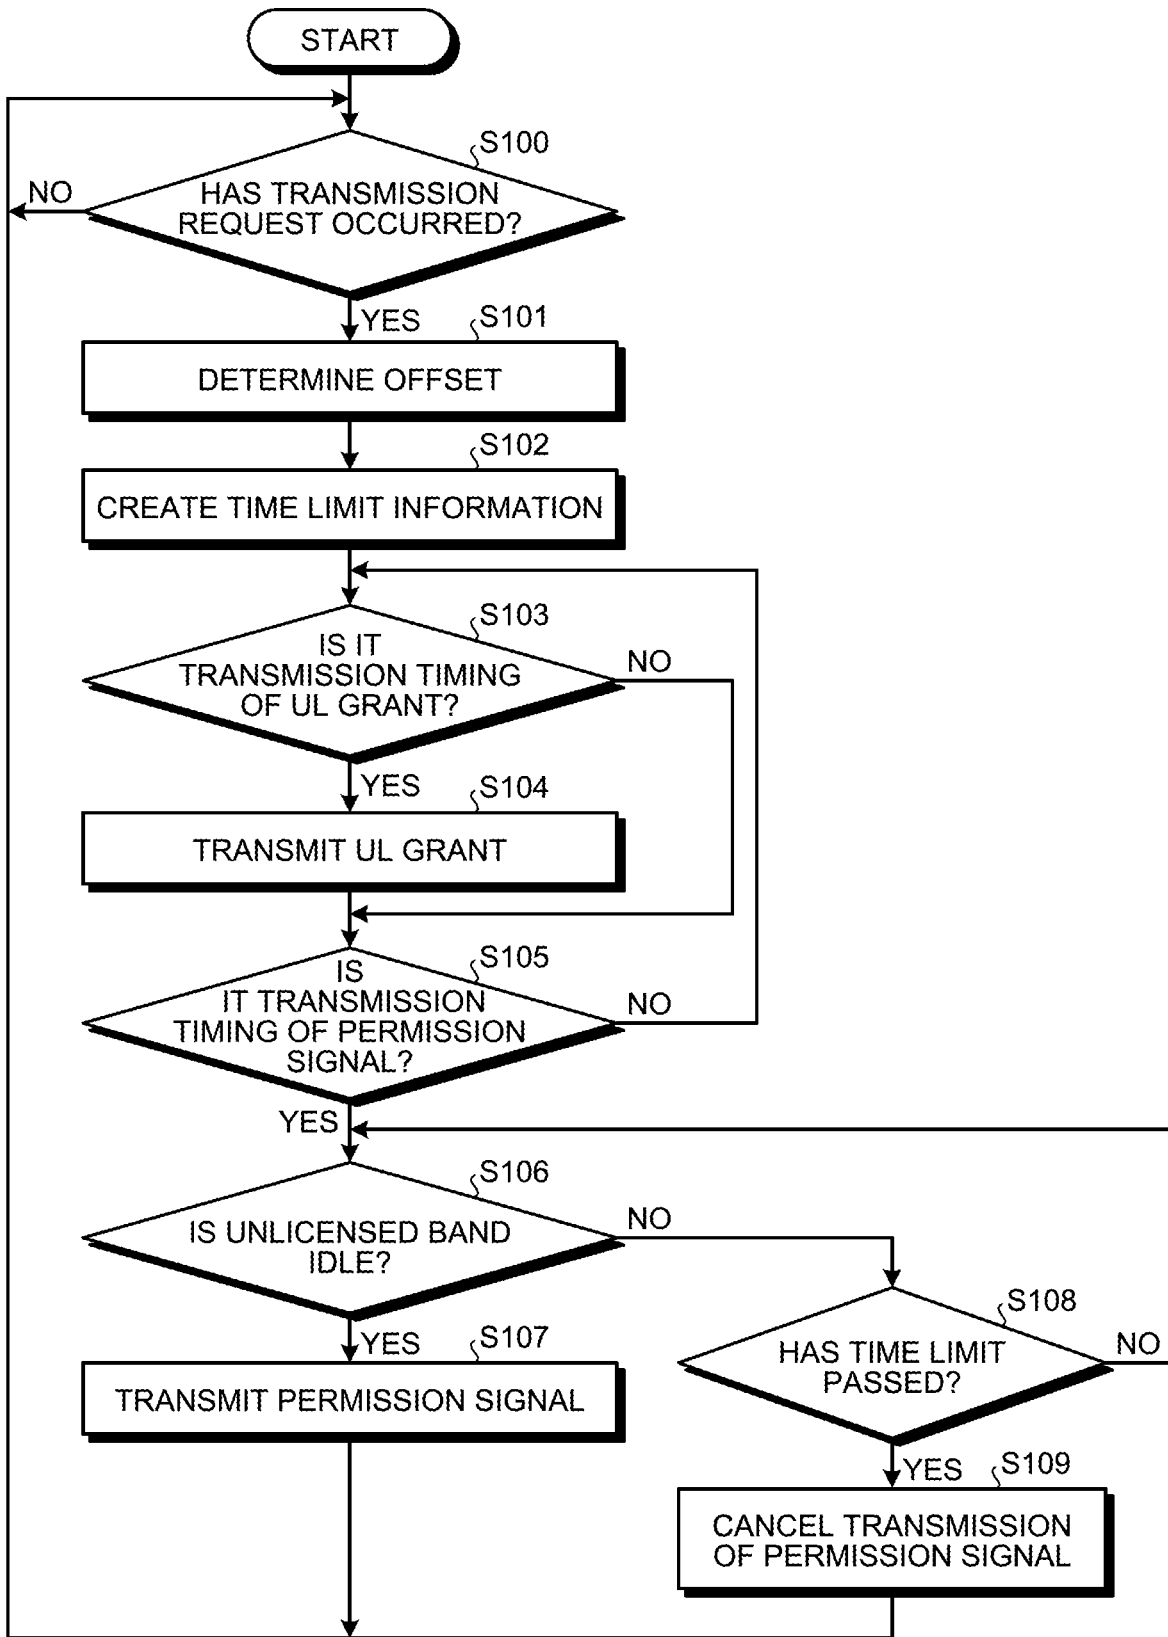 START
S100
NO
HAS TRANSMISSION
REQUEST OCCURRED?
YES
S101
DETERMINE OFFSET
S102
CREATE TIME LIMIT INFORMATION
S103
IS IT
TRANSMISSION TIMING
OF UL GRANT?
NO
YES
S104
TRANSMIT UL GRANT
S105
IS
IT TRANSMISSION
TIMING OF PERMISSION
SIGNAL?
NO
YES
S106
IS UNLICENSED BAND
IDLE?
NO
YES
S107
TRANSMIT PERMISSION SIGNAL
S108
HAS TIME LIMIT
PASSED?
NO
YES
S109
CANCEL TRANSMISSION
OF PERMISSION SIGNAL